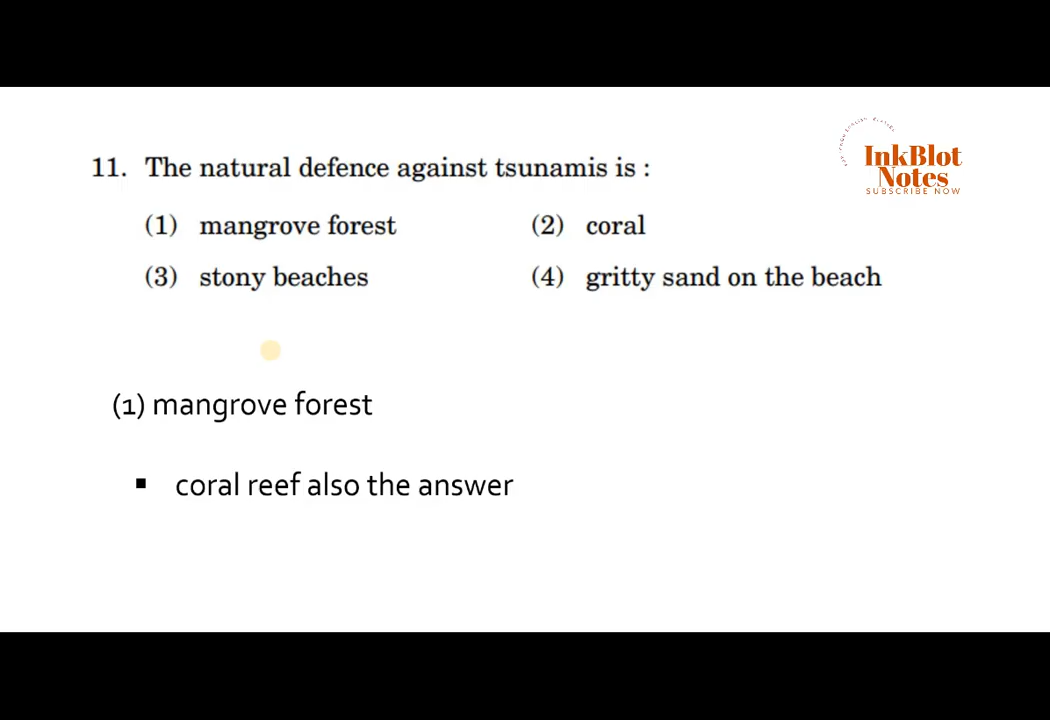 InkBlot
Notes
SUBSCRIBE NOW
11. The natural defence against tsunamis is :
(1) mangrove forest (2) coral
(3) stony beaches (4) gritty sand on the beach
(1) mangrove forest
▪ coral reef also the answer